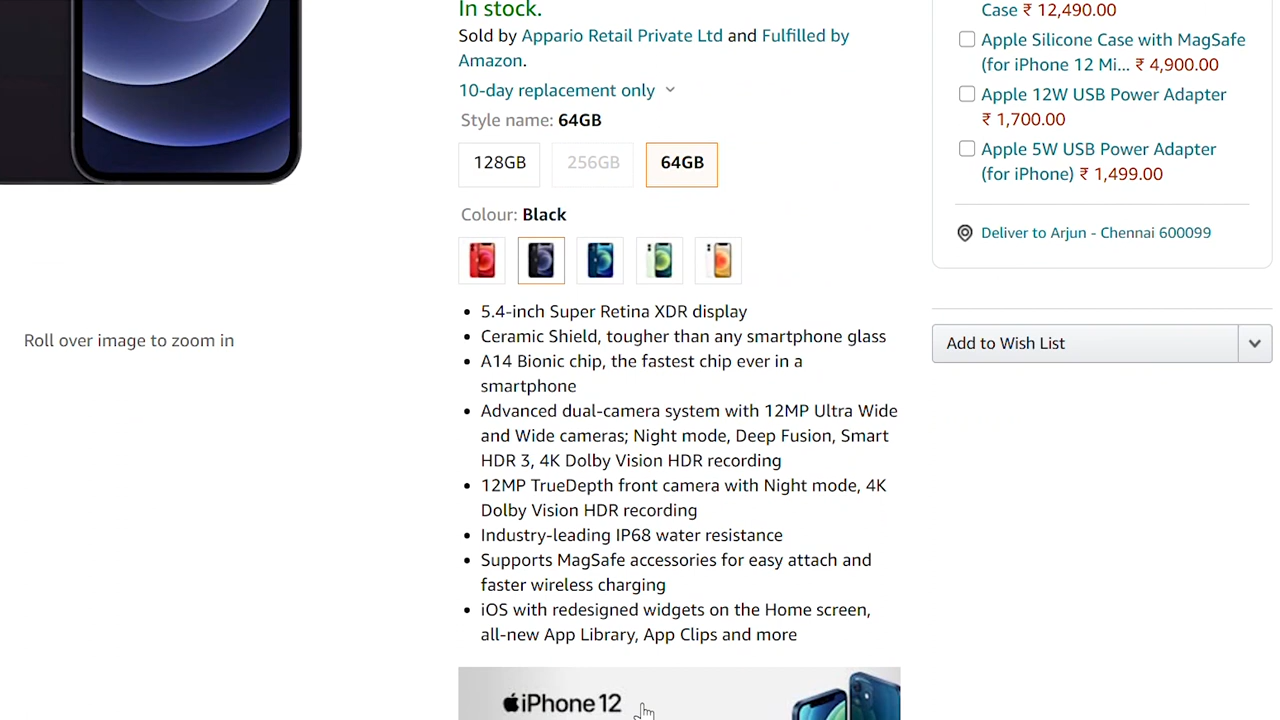 In stock.
Sold by Appario Retail Private Ltd and Fulfilled by
Amazon.
10-day replacement only
Style name: 64GB
128GB
256GB
64GB
Colour: Black
Roll over image to zoom in
• 5.4-inch Super Retina XDR display
• Ceramic Shield, tougher than any smartphone glass
• A14 Bionic chip, the fastest chip ever in a
smartphone
• Advanced dual-camera system with 12MP Ultra Wide
and Wide cameras; Night mode, Deep Fusion, Smart
HDR 3, 4K Dolby Vision HDR recording
• 12MP TrueDepth front camera with Night mode, 4K
Dolby Vision HDR recording
• Industry-leading IP68 water resistance
• Supports MagSafe accessories for easy attach and
faster wireless charging
• iOS with redesigned widgets on the Home screen,
all-new App Library, App Clips and more
iPhone 12
Case ₹ 12,490.00
Apple Silicone Case with MagSafe
(for iPhone 12 Mi... ₹ 4,900.00
Apple 12W USB Power Adapter
₹ 1,700.00
Apple 5W USB Power Adapter
(for iPhone) ₹ 1,499.00
Deliver to Arjun - Chennai 600099
Add to Wish List